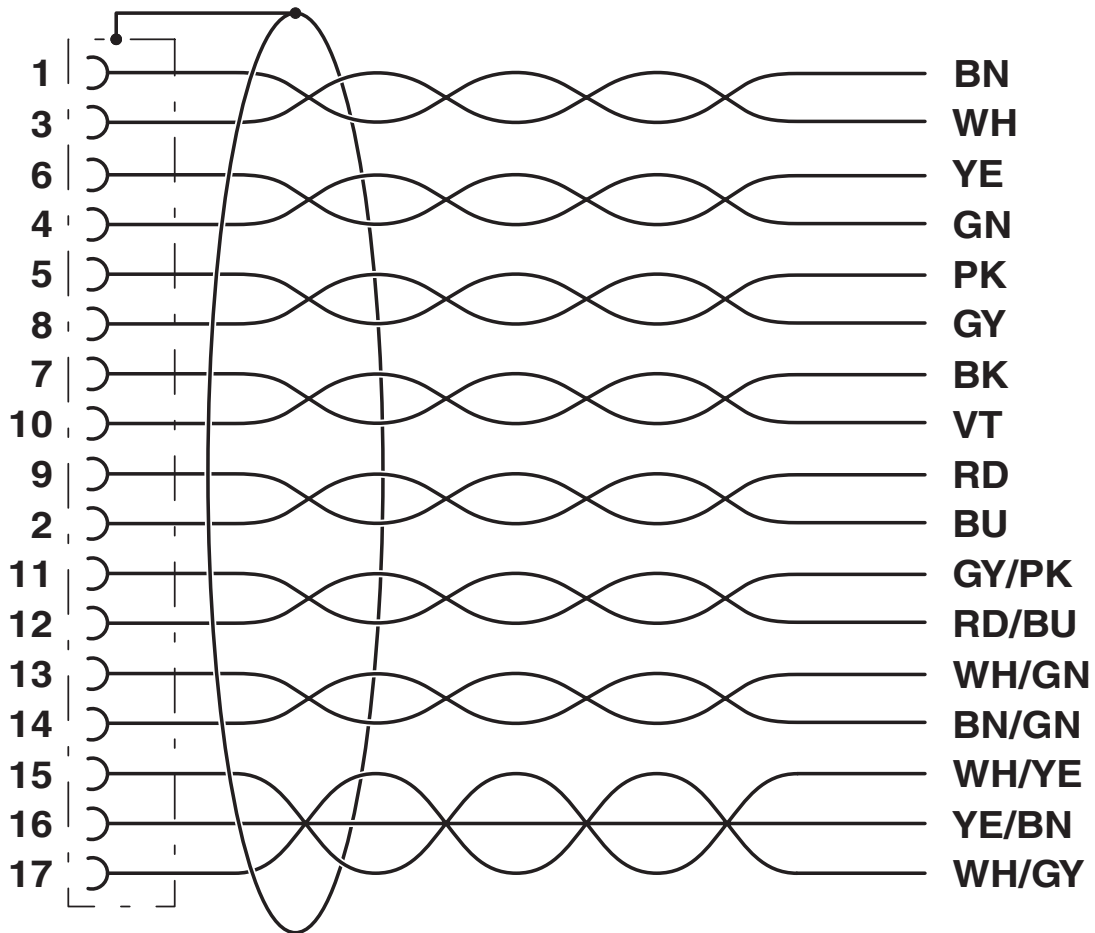 1 BN
3 WH
6 YE
4 GN
5 PK
8 GY
7 BK
10 VT
9 RD
2 BU
11 GY/PK
12 RD/BU
13 WH/GN
14 BN/GN
15 WH/YE
16 YE/BN
17 WH/GY